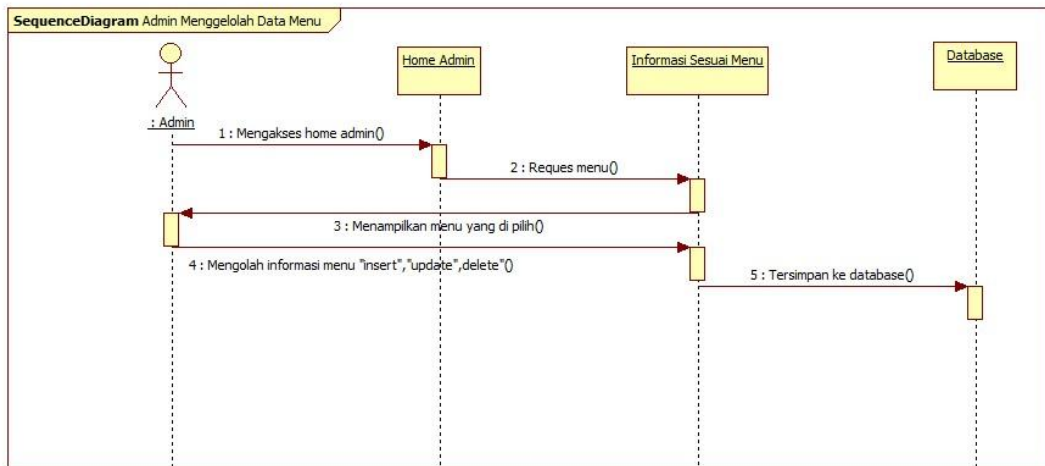 SequenceDiagram Admin Menggelolah Data Menu
Home Admin
Informasi Sesuai Menu
Database
: Admin
1 : Mengakses home admin()
2 : Reques menu()
3 : Menampilkan menu yang di pilih()
4 : Mengolah informasi menu "insert","update",delete"()
5 : Tersimpan ke database()